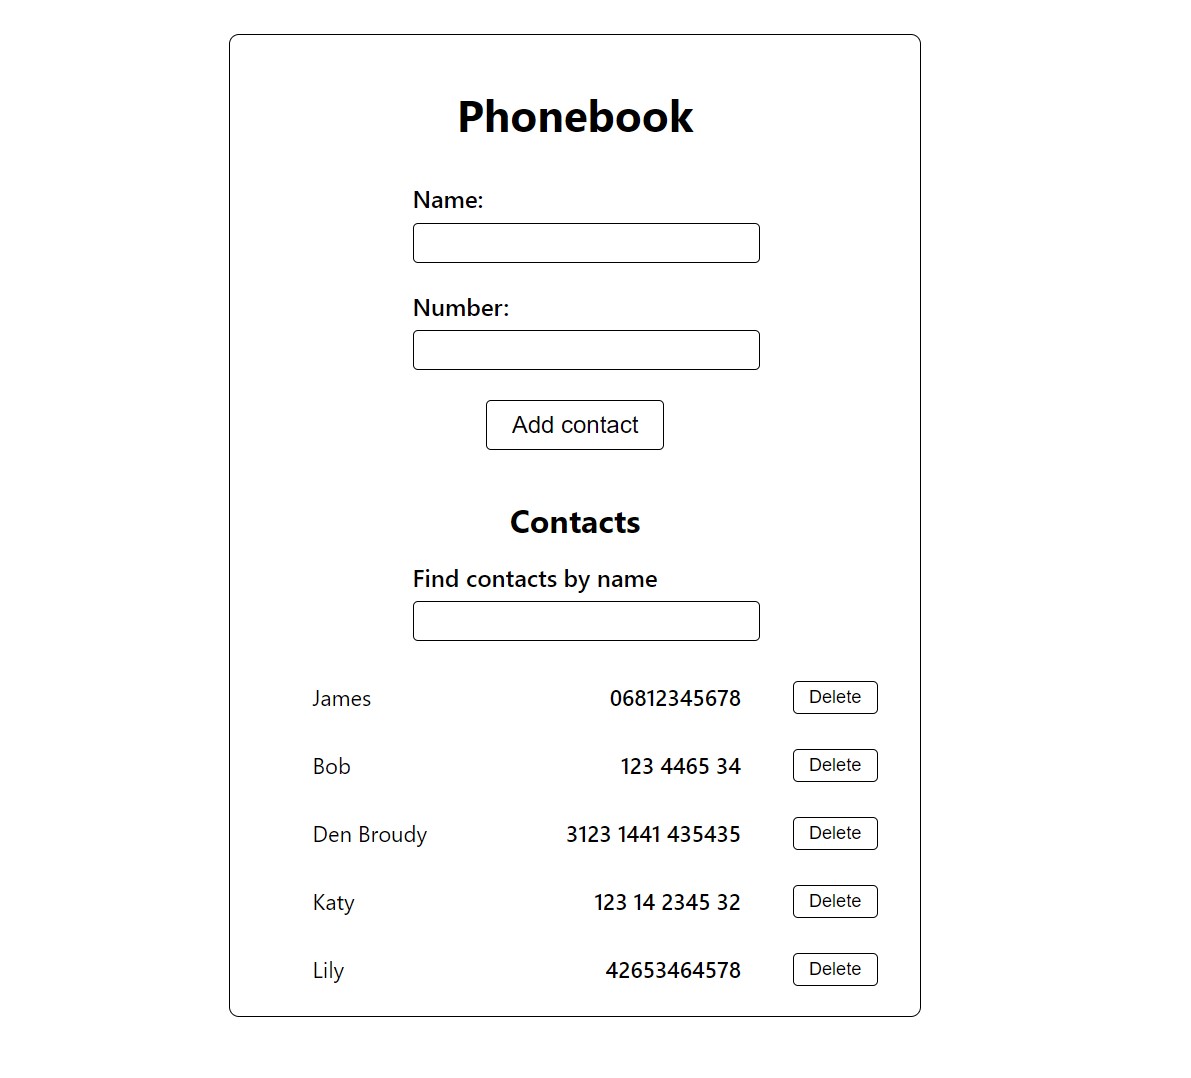 Phonebook
Name:
Number:
Add contact
Contacts
Find contacts by name
James 06812345678 Delete
Bob 123 4465 34 Delete
Den Broudy 3123 1441 435435 Delete
Katy 123 14 2345 32 Delete
Lily 42653464578 Delete